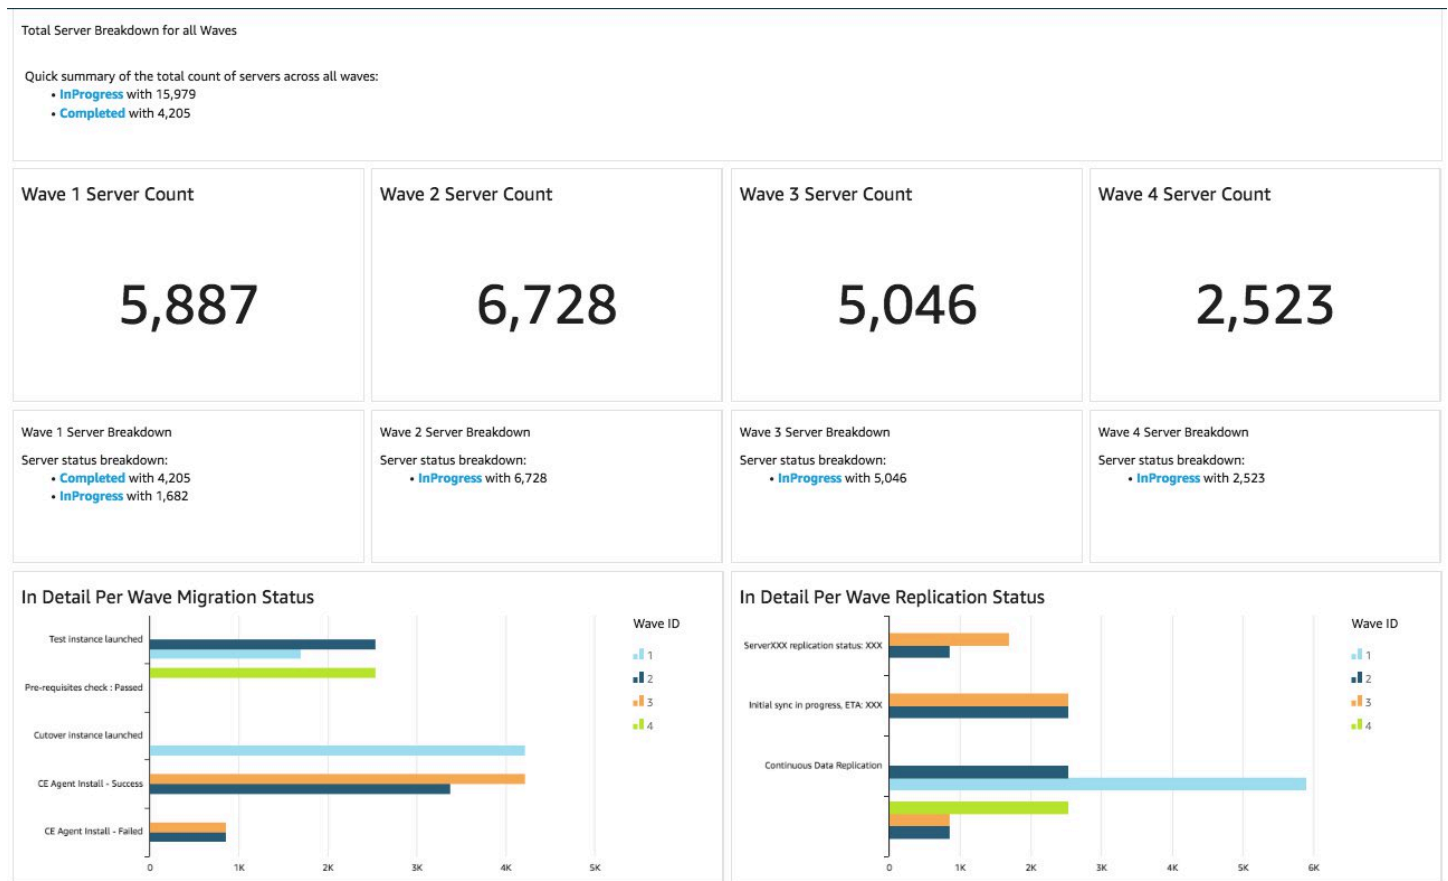 Total Server Breakdown for all Waves
Quick summary of the total count of servers across all waves:
• InProgress with 15,979
• Completed with 4,205
Wave 1 Server Count
5,887
Wave 2 Server Count
6,728
Wave 3 Server Count
5,046
Wave 4 Server Count
2,523
Wave 1 Server Breakdown
Server status breakdown:
• Completed with 4,205
• InProgress with 1,682
Wave 2 Server Breakdown
Server status breakdown:
• InProgress with 6,728
Wave 3 Server Breakdown
Server status breakdown:
• InProgress with 5,046
Wave 4 Server Breakdown
Server status breakdown:
• InProgress with 2,523
In Detail Per Wave Migration Status
Test instance launched
Pre-requisites check : Passed
Cutover instance launched
CE Agent Install - Success
CE Agent Install - Failed
0 1K 2K 3K 4K 5K
Wave ID
1
2
3
4
In Detail Per Wave Replication Status
ServerXXX replication status: XXX
Initial sync in progress, ETA: XXX
Continuous Data Replication
0 1K 2K 3K 4K 5K 6K
Wave ID
1
2
3
4